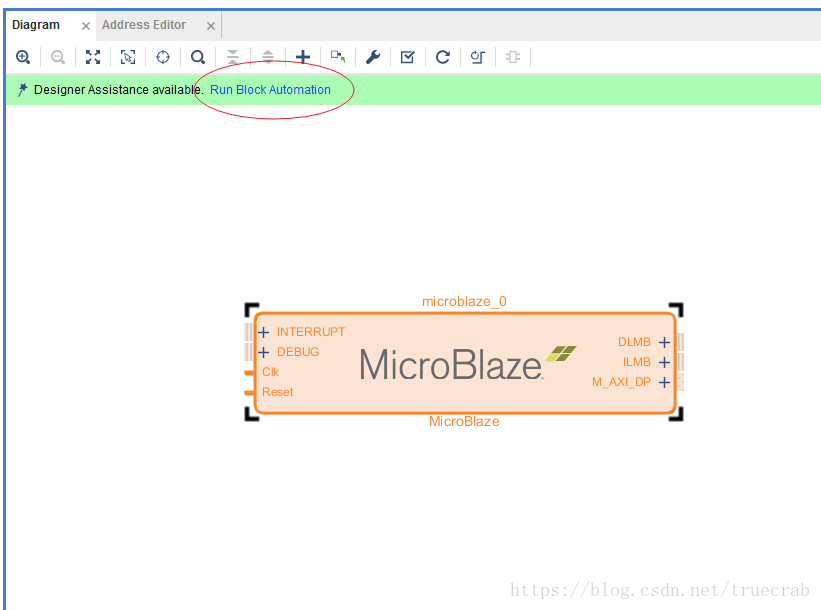 Diagram
Address Editor
Designer Assistance available. Run Block Automation
microblaze_0
INTERRUPT
DEBUG
Clk
Reset
MicroBlaze
DLMB
ILMB
M_AXI_DP
MicroBlaze
https://blog.csdn.net/truecrab